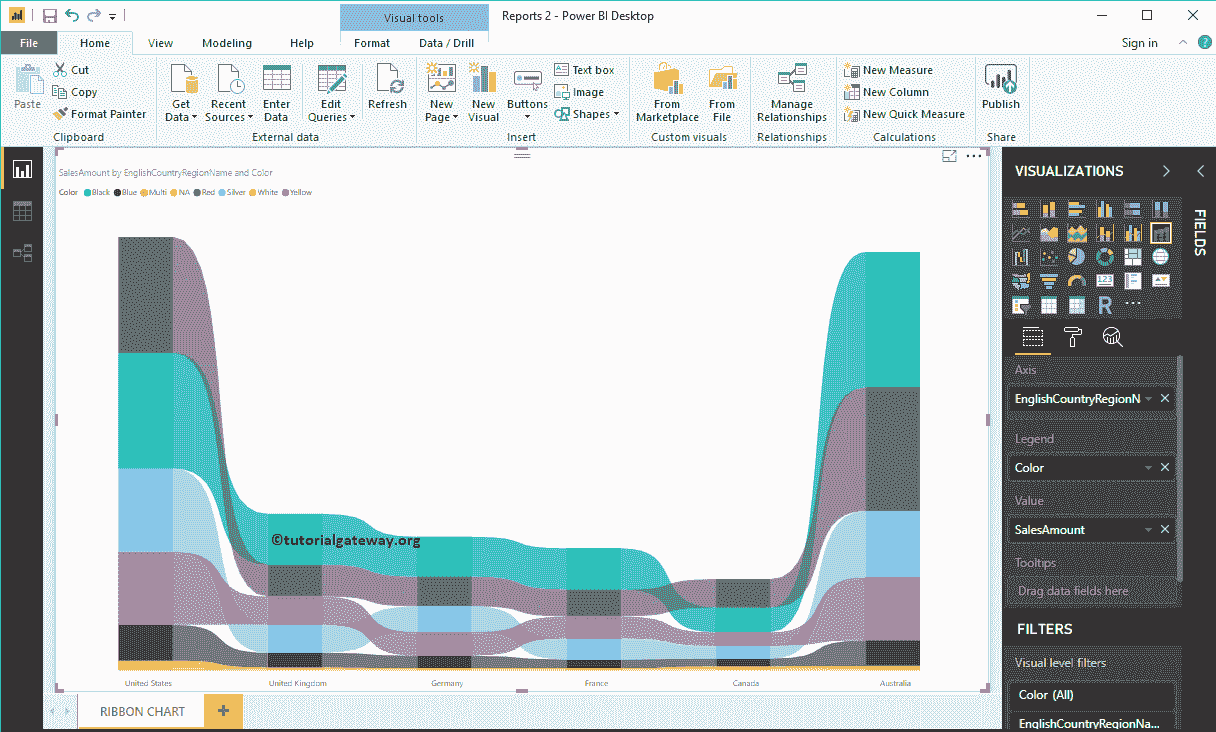 Visual tools
Reports 2 - Power BI Desktop
File Home View Modeling Help Format Data / Drill Sign in ?
Paste
Cut
Copy
Format Painter
Clipboard
Get Data
Recent Sources
Enter Data
Edit Queries
Refresh
External data
New Page
New Visual
Buttons
Text box
Image
Shapes
Insert
From Marketplace
From File
Custom visuals
Manage Relationships
Relationships
New Measure
New Column
New Quick Measure
Calculations
Publish
Share
SalesAmount by EnglishCountryRegionName and Color
Color Black Blue Multi NA Red Silver White Yellow
©tutorialgateway.org
United States United Kingdom Germany France Canada Australia
RIBBON CHART
VISUALIZATIONS
FIELDS
123
R
Axis
EnglishCountryRegionN
Legend
Color
Value
SalesAmount
Tooltips
Drag data fields here
FILTERS
Visual level filters
Color (All)
EnglishCountryRegionNa...